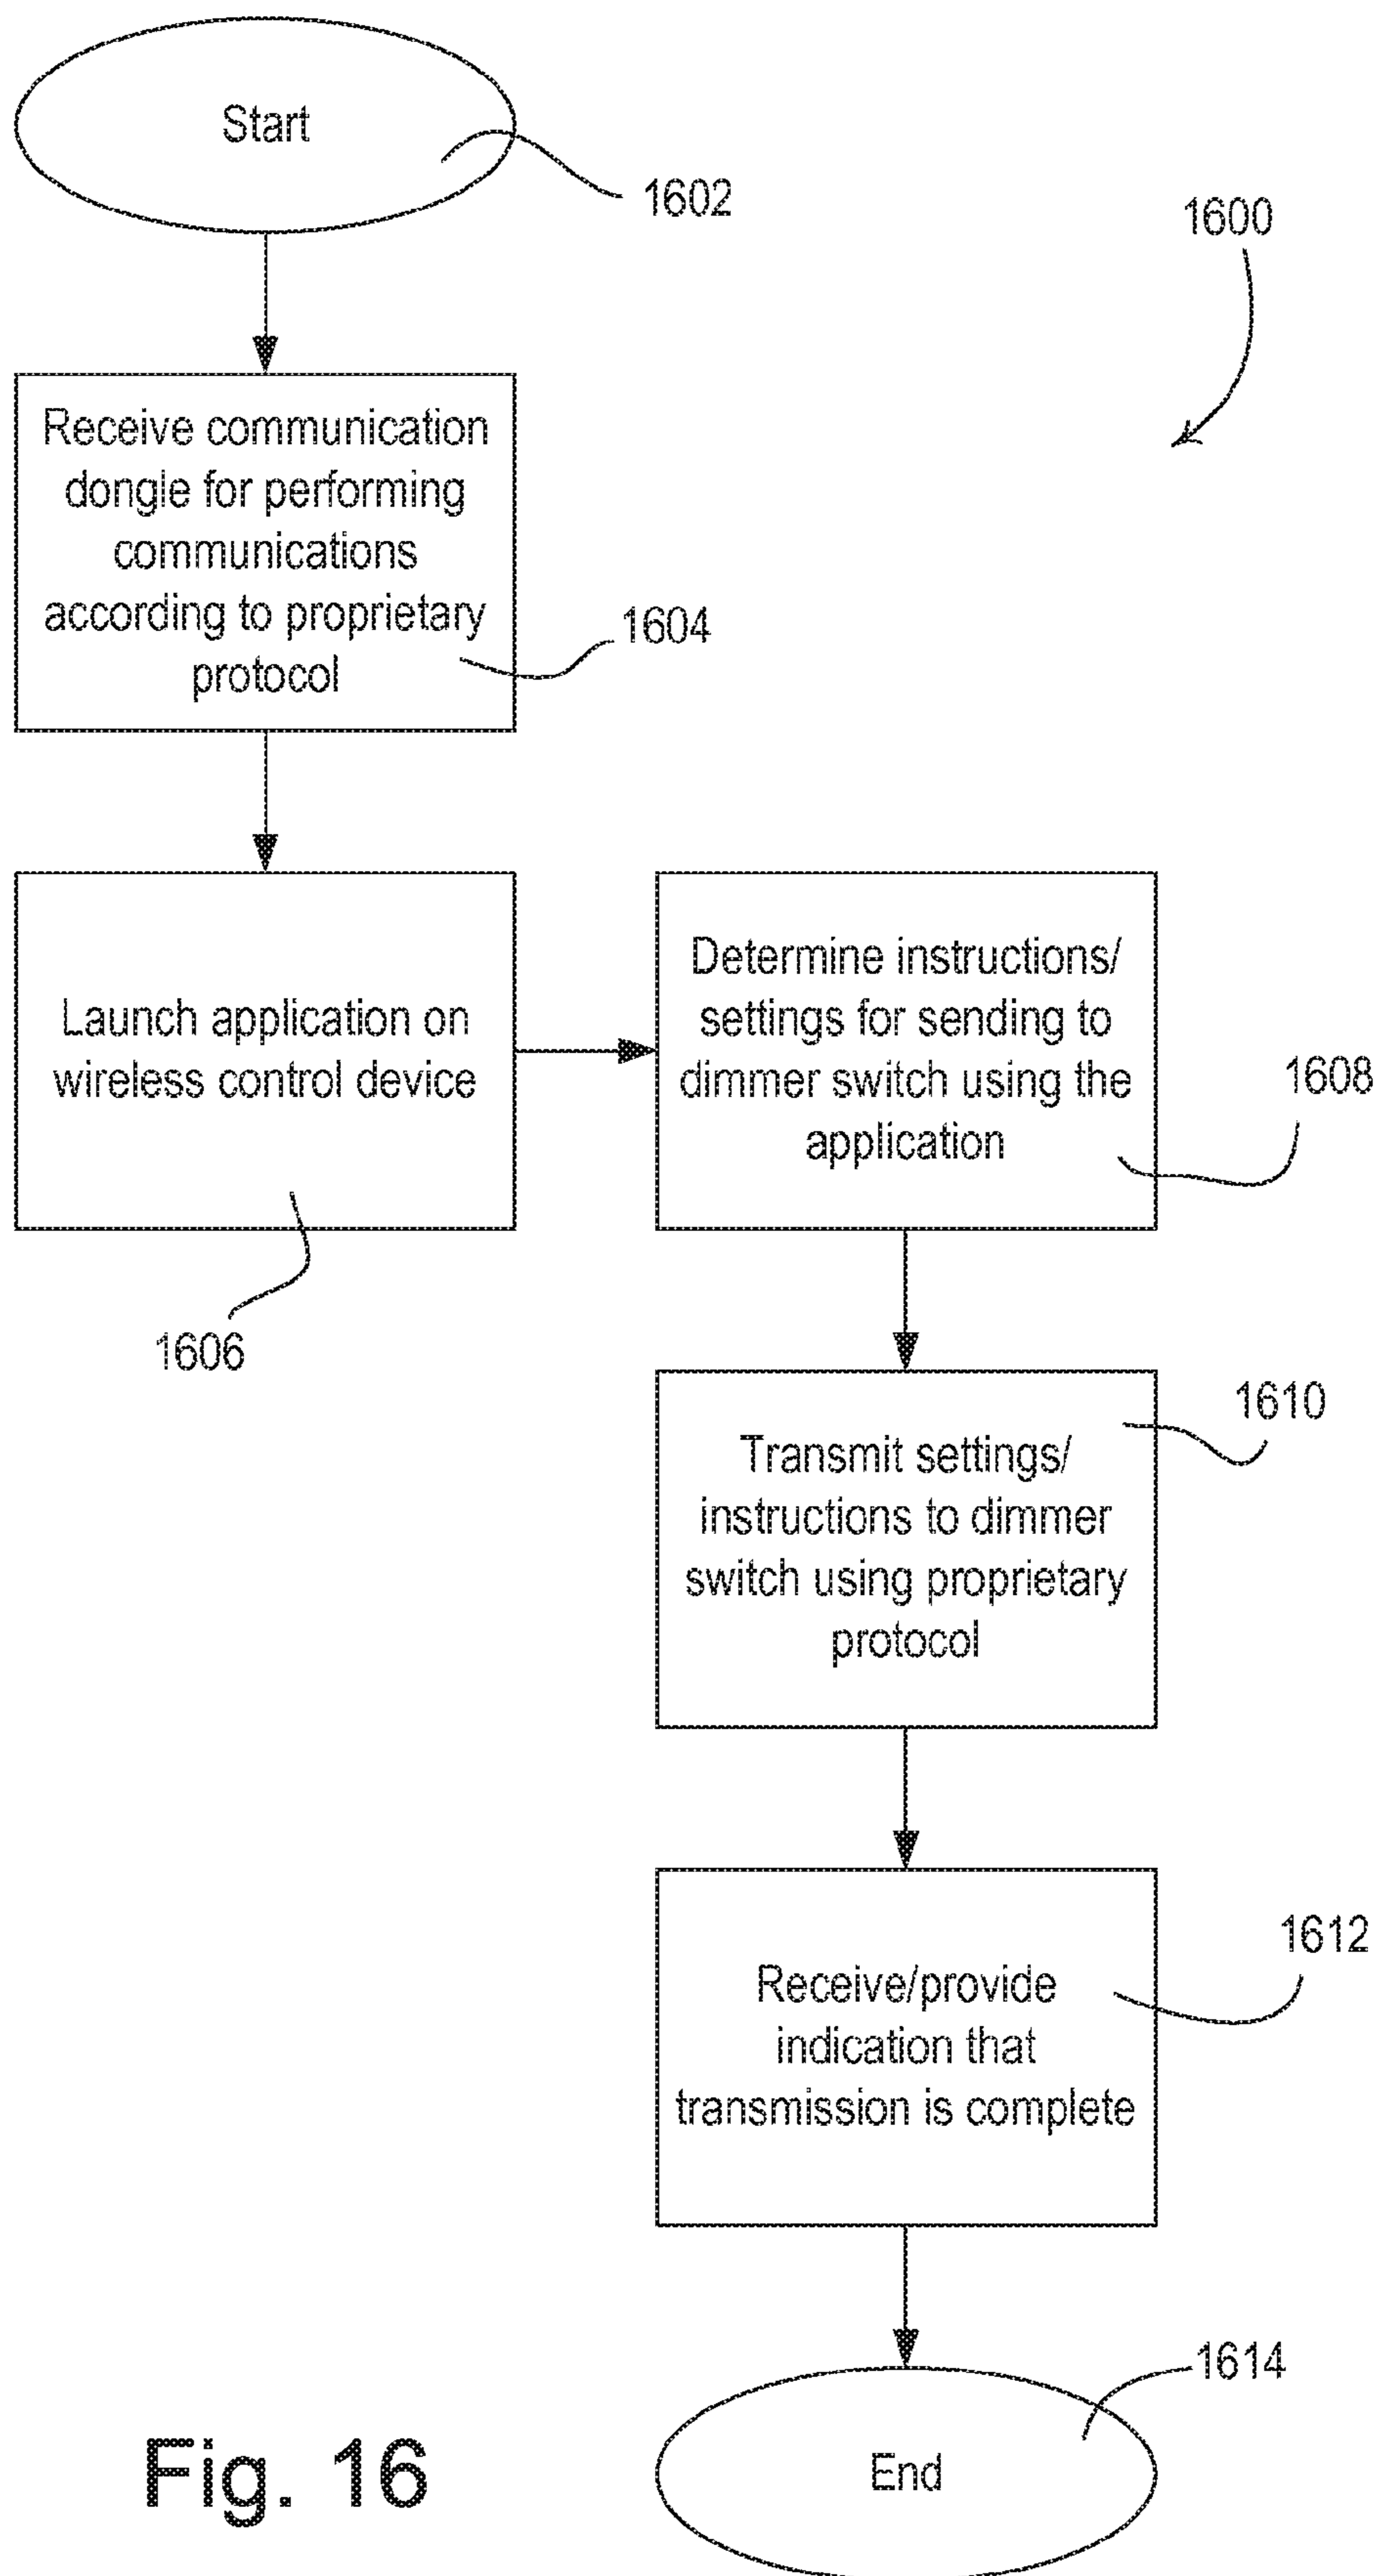 Start
1602
1600
Receive communication
dongle for performing
communications
according to proprietary
protocol
1604
Launch application on
wireless control device
1606
Determine instructions/
settings for sending to
dimmer switch using the
application
1608
Transmit settings/
instructions to dimmer
switch using proprietary
protocol
1610
Receive/provide
indication that
transmission is complete
1612
End
1614
Fig. 16